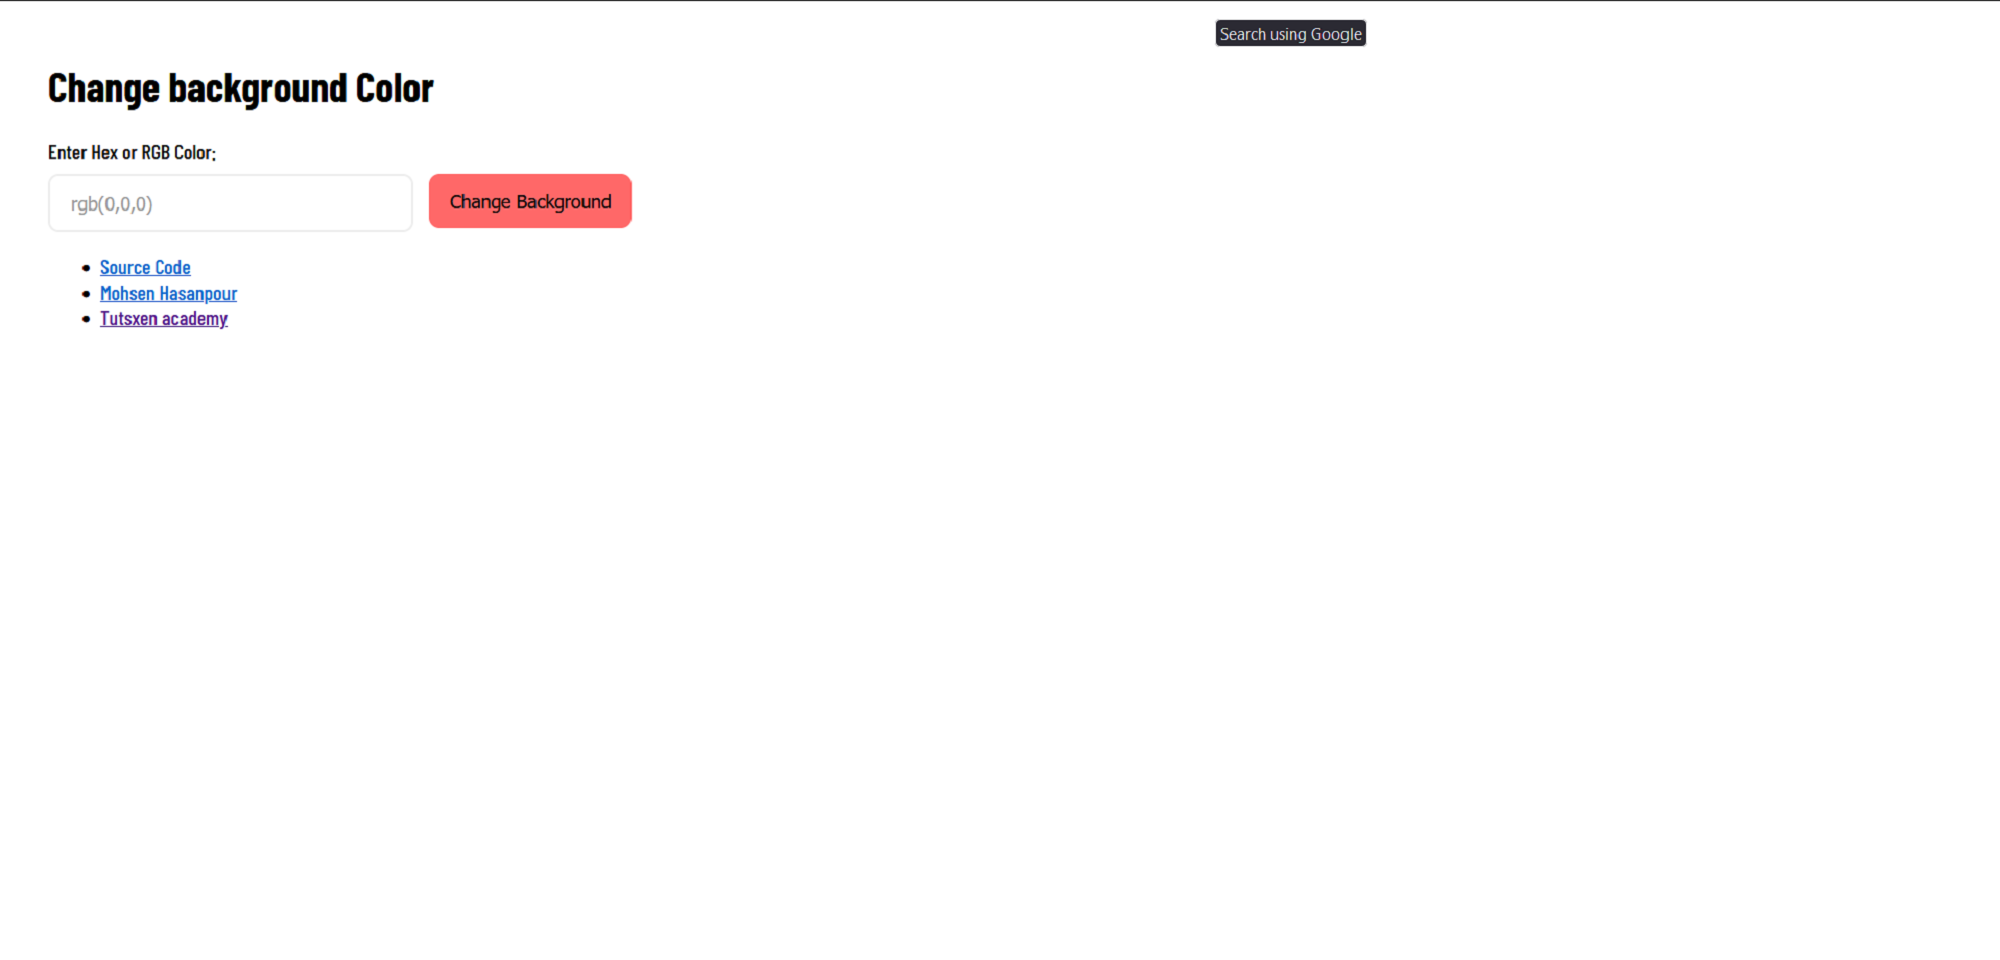 Search using Google
Change background Color
Enter Hex or RGB Color:
rgb(0,0,0)
Change Background
Source Code
Mohsen Hasanpour
Tutsxen academy